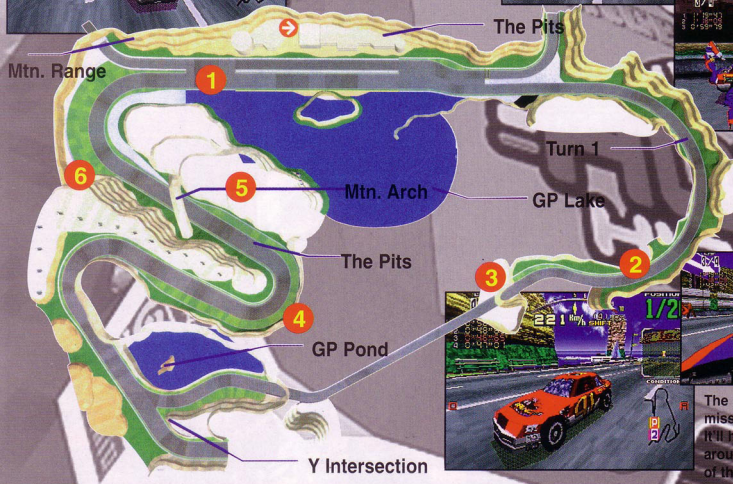 The Pits
Mtn. Range
1
Turn 1
6
5
Mtn. Arch
GP Lake
The Pits
3
2
POSITION
1/2
221 Km/h SHIFT
4
GP Pond
CONDITION
P
2
Y Intersection
The
miss
It'll h
arou
of th